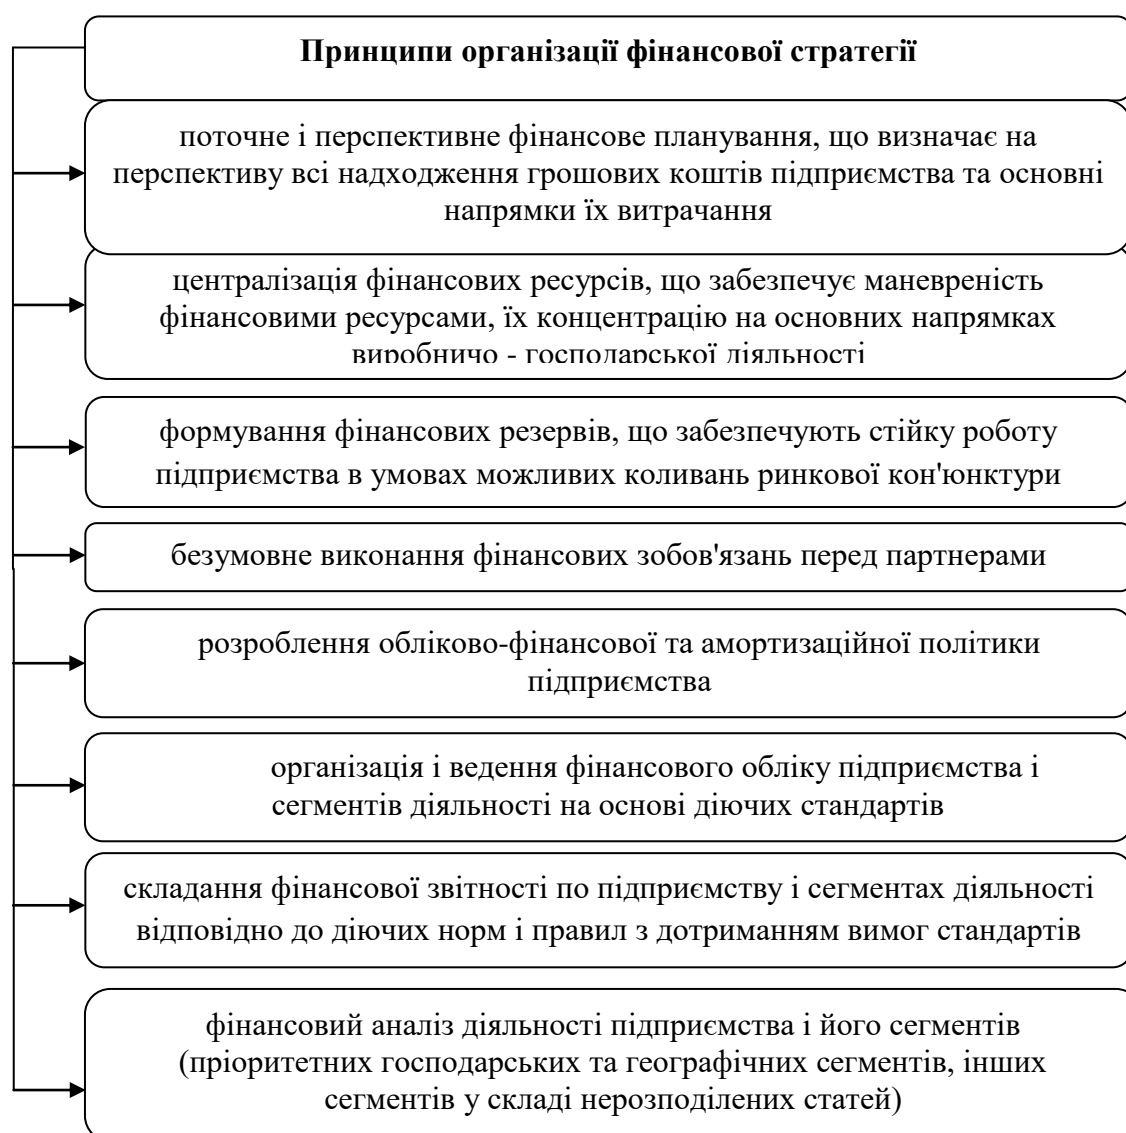 Принципи організації фінансової стратегії
поточне і перспективне фінансове планування, що визначає на
перспективу всі надходження грошових коштів підприємства та основні
напрямки їх витрачання
централізація фінансових ресурсів, що забезпечує маневреність
фінансовими ресурсами, їх концентрацію на основних напрямках
виробничо - господарської діяльності
формування фінансових резервів, що забезпечують стійку роботу
підприємства в умовах можливих коливань ринкової кон'юнктури
безумовне виконання фінансових зобов'язань перед партнерами
розроблення обліково-фінансової та амортизаційної політики
підприємства
організація і ведення фінансового обліку підприємства і
сегментів діяльності на основі діючих стандартів
складання фінансової звітності по підприємству і сегментах діяльності
відповідно до діючих норм і правил з дотриманням вимог стандартів
фінансовий аналіз діяльності підприємства і його сегментів
(пріоритетних господарських та географічних сегментів, інших
сегментів у складі нерозподілених статей)